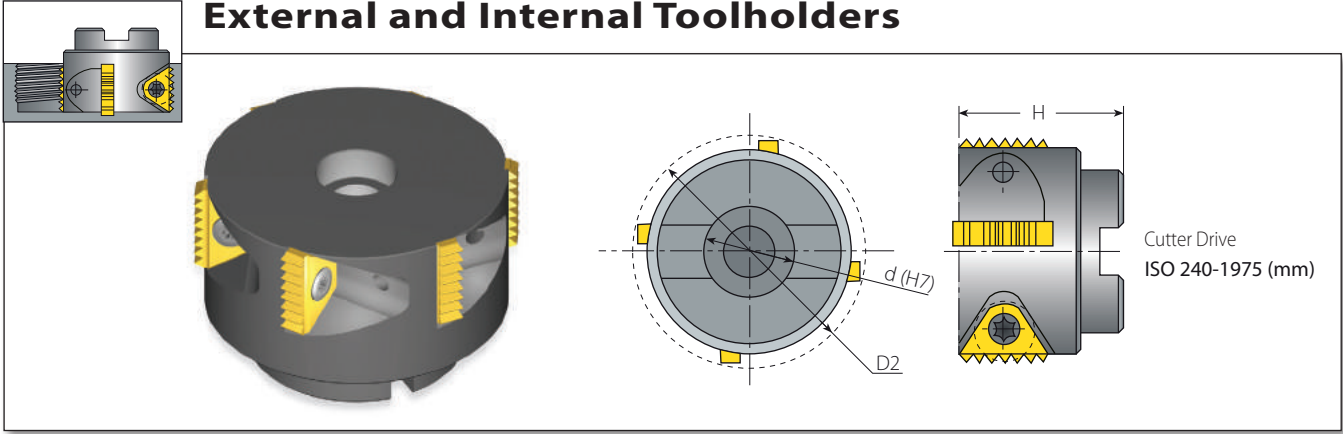 External and Internal Toolholders
H
d (H7)
D2
Cutter Drive
ISO 240-1975 (mm)